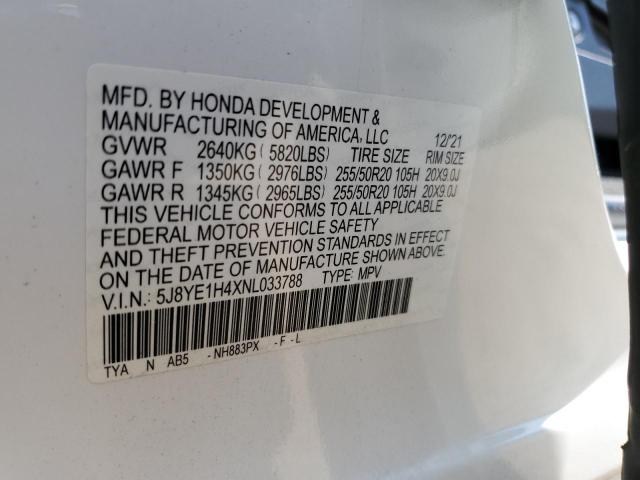 MFD. BY HONDA DEVELOPMENT &
MANUFACTURING OF AMERICA, LLC 12/21
GVWR 2640KG ( 5820LBS) TIRE SIZE RIM SIZE
GAWR F 1350KG ( 2976LBS) 255/50R20 105H 20X9.0J
GAWR R 1345KG ( 2965LBS) 255/50R20 105H 20X9.0J
THIS VEHICLE CONFORMS TO ALL APPLICABLE
FEDERAL MOTOR VEHICLE SAFETY
AND THEFT PREVENTION STANDARDS IN EFFECT
ON THE DATE OF MANUFACTURE SHOWN ABOVE.
V.I.N.: 5J8YE1H4XNL033788 TYPE: MPV
TYA N AB5 -NH883PX -F-L